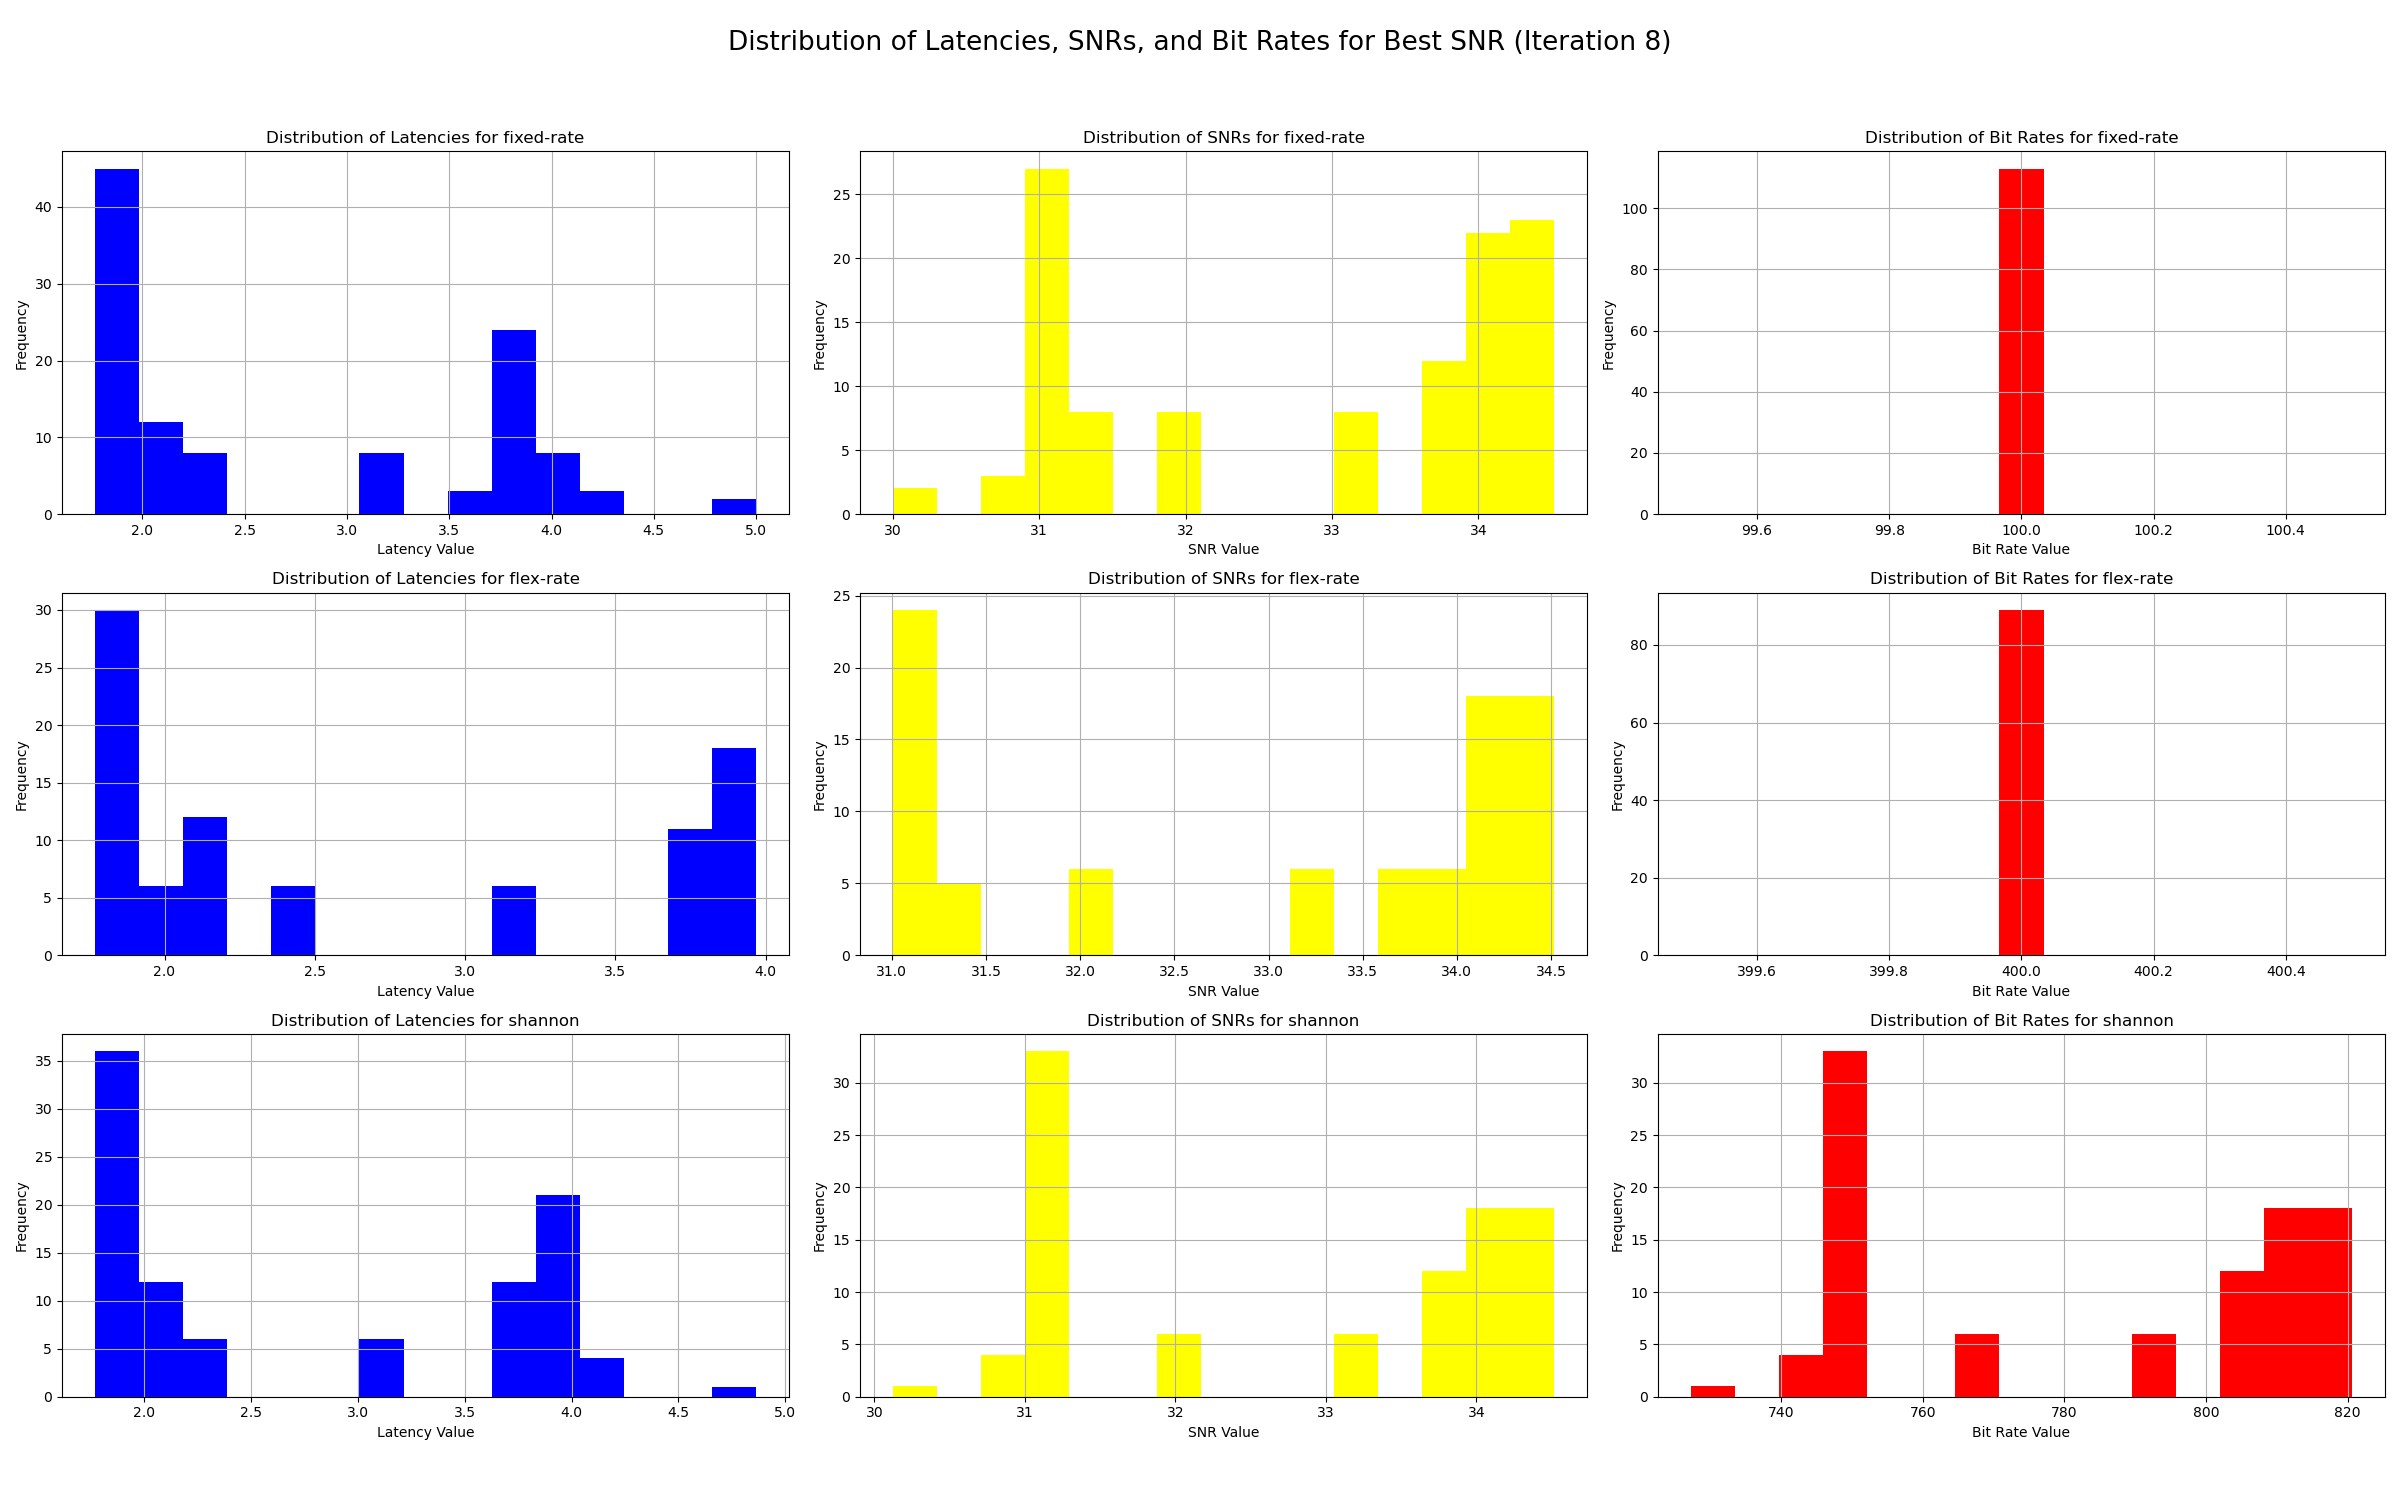 Distribution of Latencies, SNRs, and Bit Rates for Best SNR (Iteration 8)
Distribution of Latencies for fixed-rate
Frequency
40
30
20
10
0
2.0 2.5 3.0 3.5 4.0 4.5 5.0
Latency Value
Distribution of SNRs for fixed-rate
Frequency
25
20
15
10
5
0
30 31 32 33 34
SNR Value
Distribution of Bit Rates for fixed-rate
Frequency
100
80
60
40
20
0
99.6 99.8 100.0 100.2 100.4
Bit Rate Value
Distribution of Latencies for flex-rate
Frequency
30
25
20
15
10
5
0
2.0 2.5 3.0 3.5 4.0
Latency Value
Distribution of SNRs for flex-rate
Frequency
25
20
15
10
5
0
31.0 31.5 32.0 32.5 33.0 33.5 34.0 34.5
SNR Value
Distribution of Bit Rates for flex-rate
Frequency
80
60
40
20
0
399.6 399.8 400.0 400.2 400.4
Bit Rate Value
Distribution of Latencies for shannon
Frequency
35
30
25
20
15
10
5
0
2.0 2.5 3.0 3.5 4.0 4.5 5.0
Latency Value
Distribution of SNRs for shannon
Frequency
30
25
20
15
10
5
0
30 31 32 33 34
SNR Value
Distribution of Bit Rates for shannon
Frequency
30
25
20
15
10
5
0
740 760 780 800 820
Bit Rate Value